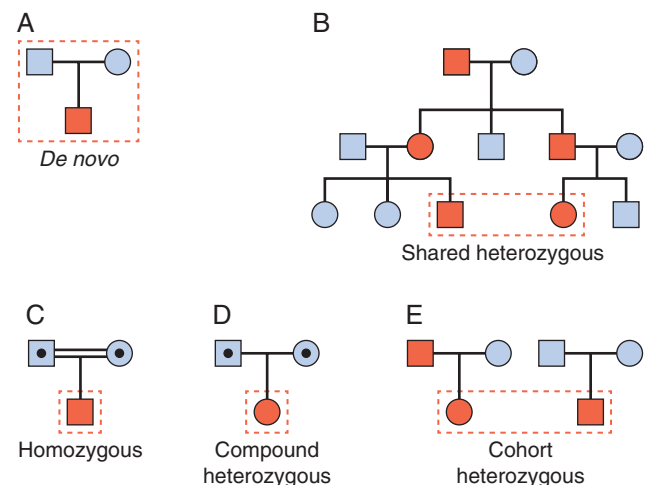 A
B
De novo
Shared heterozygous
C
D
E
Homozygous
Compound
heterozygous
Cohort
heterozygous